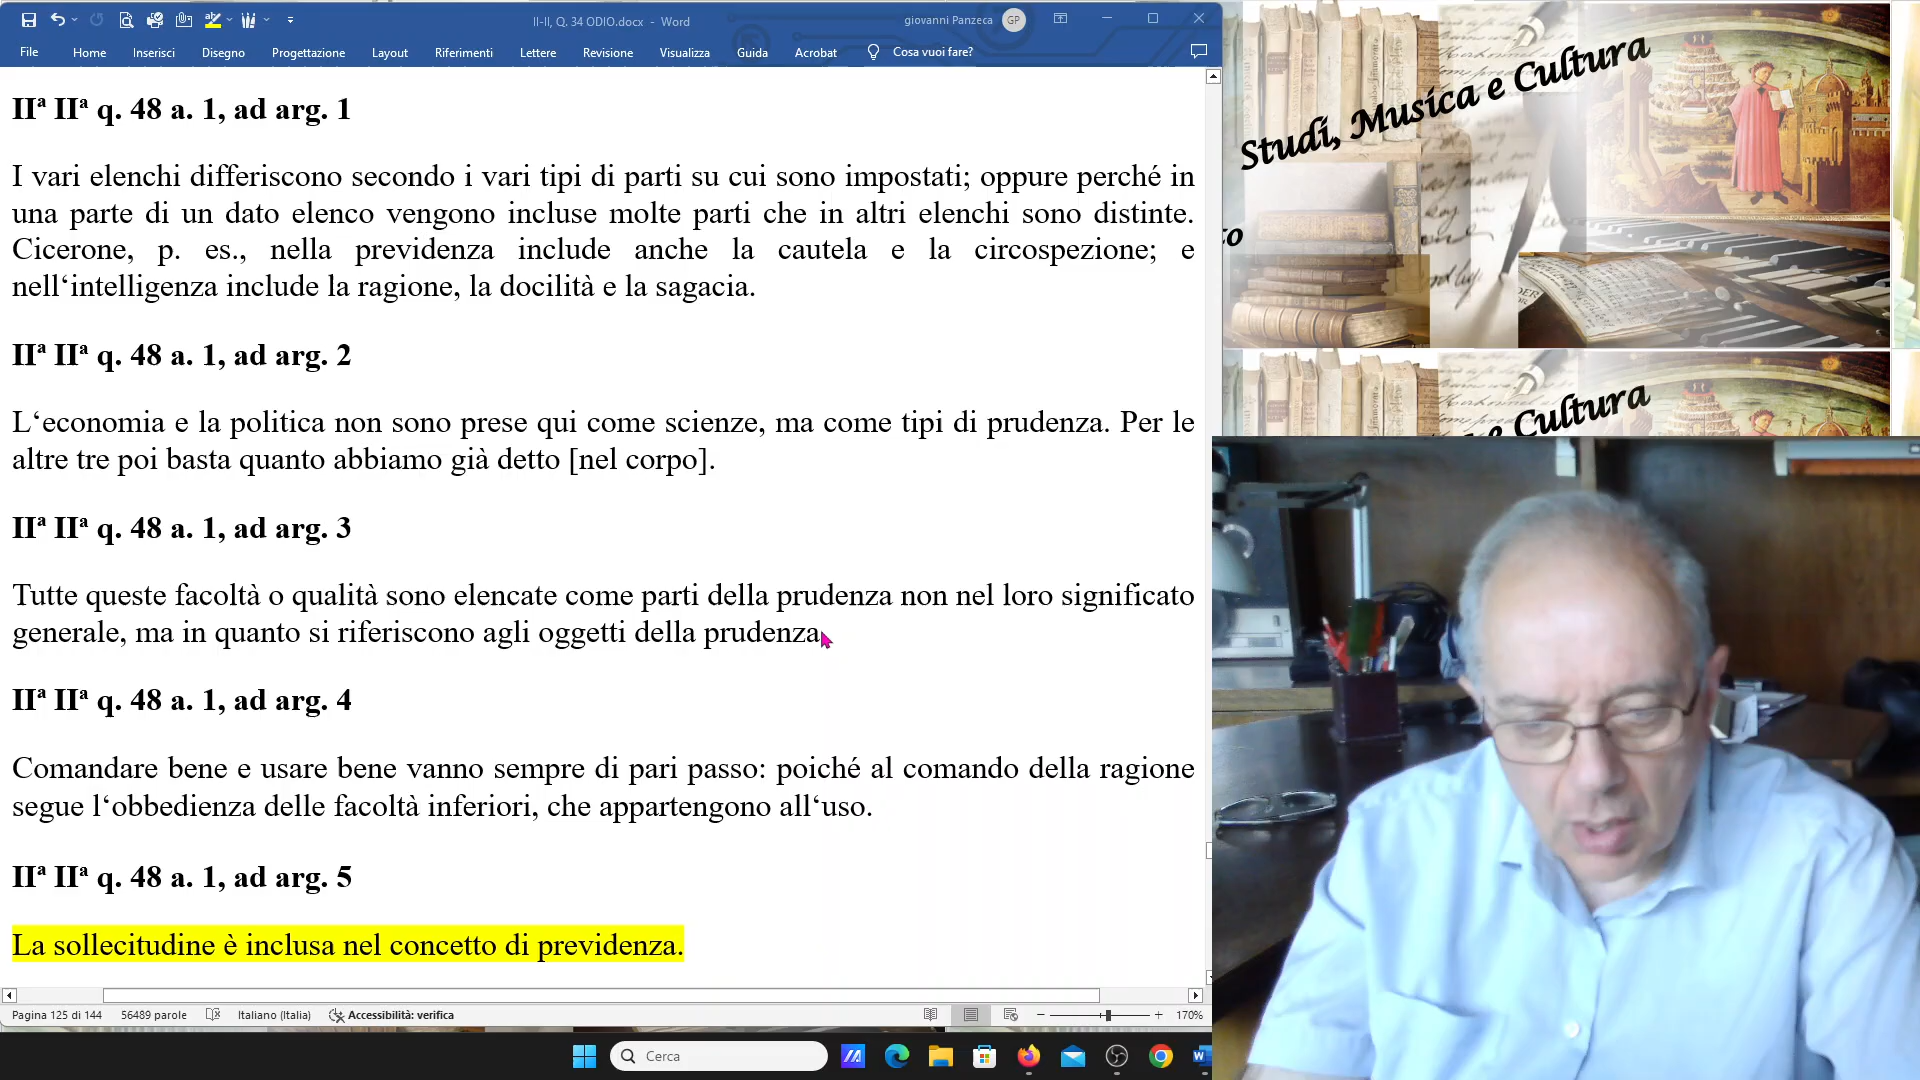 II-II, Q. 34 ODIO.docx - Word
giovanni Panzeca
GP
File Home Inserisci Disegno Progettazione Layout Riferimenti Lettere Revisione Visualizza Guida Acrobat Cosa vuoi fare?
IIª IIª q. 48 a. 1, ad arg. 1
I vari elenchi differiscono secondo i vari tipi di parti su cui sono impostati; oppure perché in
una parte di un dato elenco vengono incluse molte parti che in altri elenchi sono distinte.
Cicerone, p. es., nella previdenza include anche la cautela e la circospezione; e
nell‘intelligenza include la ragione, la docilità e la sagacia.
IIª IIª q. 48 a. 1, ad arg. 2
L‘economia e la politica non sono prese qui come scienze, ma come tipi di prudenza. Per le
altre tre poi basta quanto abbiamo già detto [nel corpo].
IIª IIª q. 48 a. 1, ad arg. 3
Tutte queste facoltà o qualità sono elencate come parti della prudenza non nel loro significato
generale, ma in quanto si riferiscono agli oggetti della prudenza
IIª IIª q. 48 a. 1, ad arg. 4
Comandare bene e usare bene vanno sempre di pari passo: poiché al comando della ragione
segue l‘obbedienza delle facoltà inferiori, che appartengono all‘uso.
IIª IIª q. 48 a. 1, ad arg. 5
La sollecitudine è inclusa nel concetto di previdenza.
Pagina 125 di 144 56489 parole Italiano (Italia) Accessibilità: verifica 170%
Cerca
Studi, Musica e Cultura
to
e Cultura